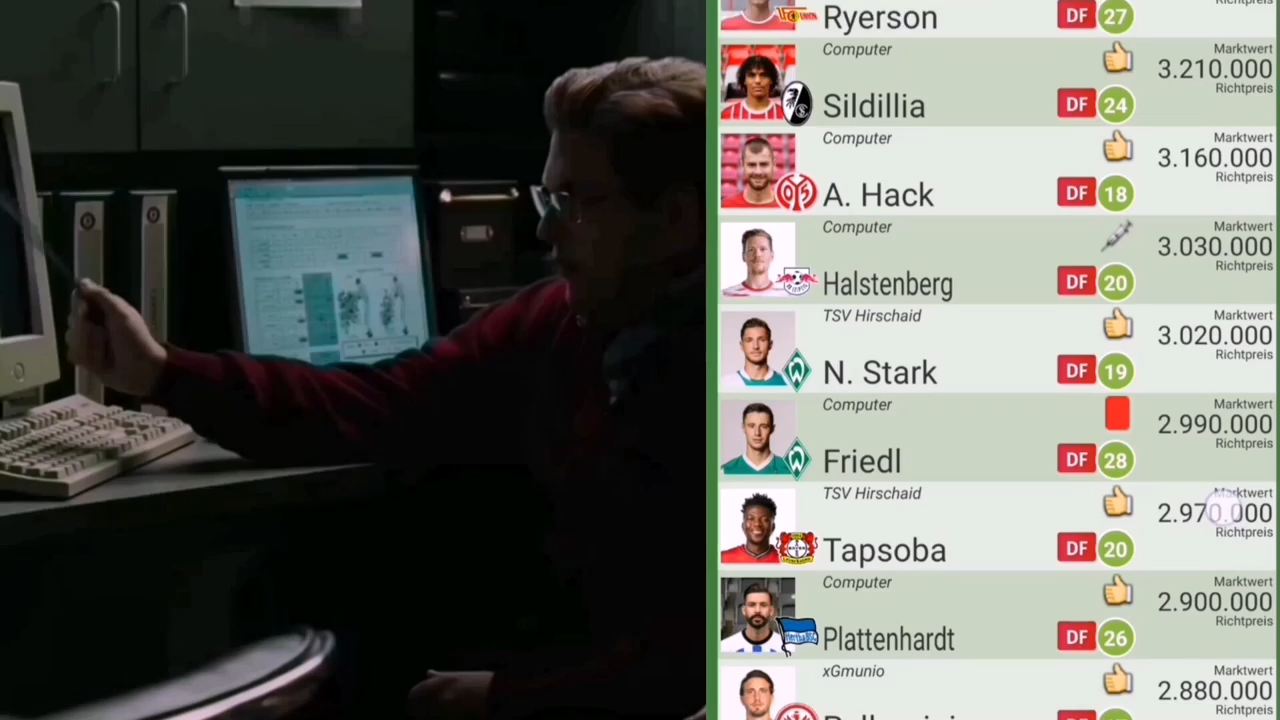 Richtpreis
Ryerson DF 27
Computer Marktwert
3.210.000
Richtpreis
Sildillia DF 24
Computer Marktwert
3.160.000
Richtpreis
A. Hack DF 18
Computer Marktwert
3.030.000
Richtpreis
Halstenberg DF 20
TSV Hirschaid Marktwert
3.020.000
Richtpreis
N. Stark DF 19
Computer Marktwert
2.990.000
Richtpreis
Friedl DF 28
TSV Hirschaid Marktwert
2.970.000
Richtpreis
Tapsoba DF 20
Computer Marktwert
2.900.000
Richtpreis
Plattenhardt DF 26
xGmunio Marktwert
2.880.000